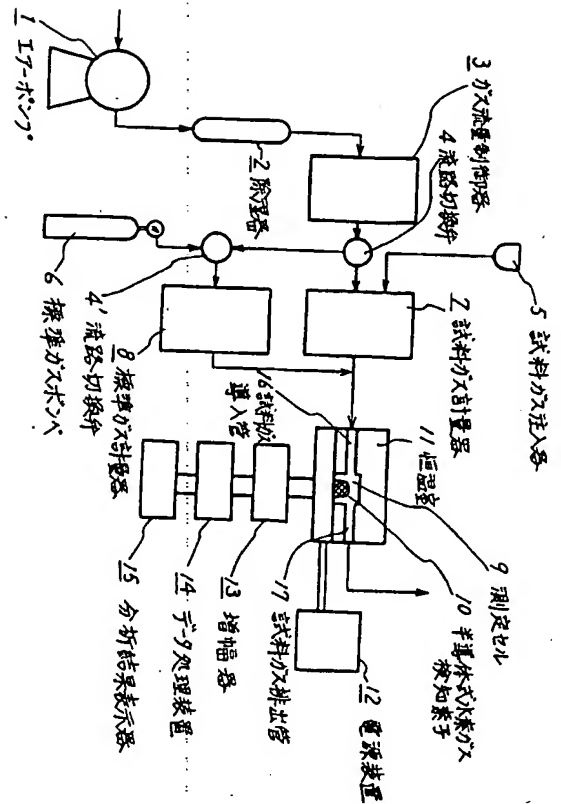 1 エアーポンプ
2 除湿器
3 ガス流量制御器
4 流路切換弁
4' 流路切換弁
5 試料ガス注入器
6 標準ガスボンベ
7 試料ガス計量器
8 標準ガス計量器
9 測定セル
10 半導体式水素ガス
検知素子
11 恒温室
12 電源装置
13 増幅器
14 データ処理装置
15 分析結果表示器
16 試料ガス
導入管
17 試料ガス排出管